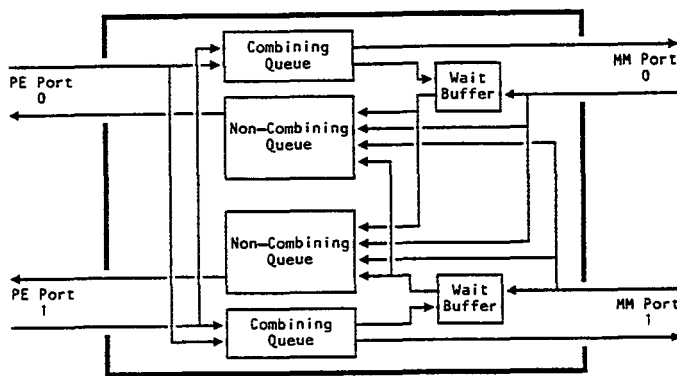 Combining
Queue
PE Port
0
Wait
Buffer
MM Port
0
Non-Combining
Queue
Non-Combining
Queue
PE Port
1
Wait
Buffer
MM Port
1
Combining
Queue